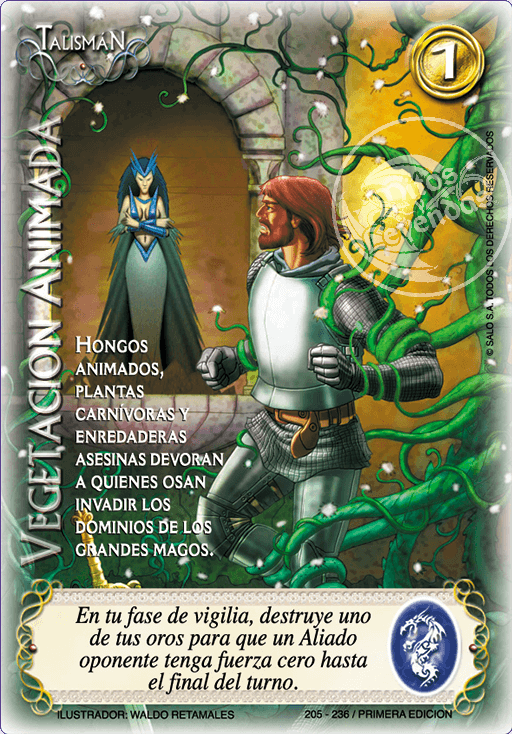 TALISMÁN
1
VEGETACION ANIMADA
HONGOS
ANIMADOS,
PLANTAS
CARNÍVORAS Y
ENREDADERAS
ASESINAS DEVORAN
A QUIENES OSAN
INVADIR LOS
DOMINIOS DE LOS
GRANDES MAGOS.
© SALO S.A. TODOS LOS DERECHOS RESERVADOS
En tu fase de vigilia, destruye uno
de tus oros para que un Aliado
oponente tenga fuerza cero hasta
el final del turno.
ILUSTRADOR: WALDO RETAMALES
205 - 236 / PRIMERA EDICION